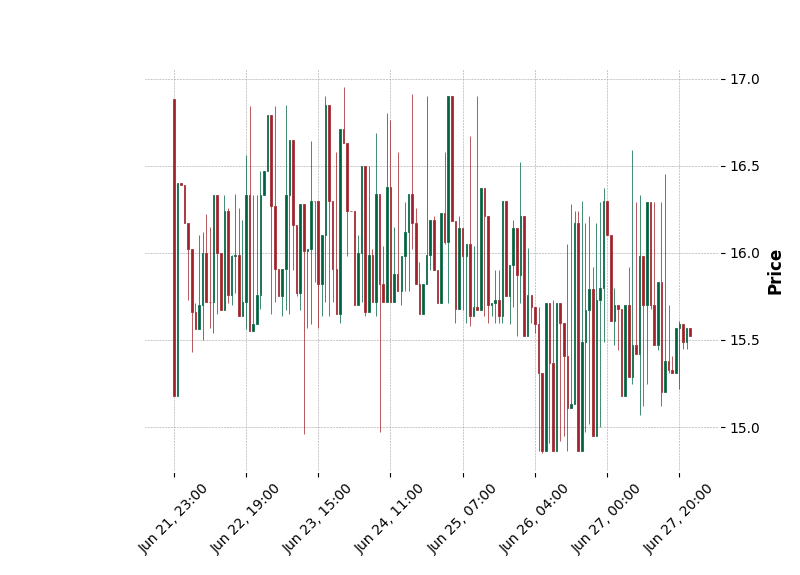 17.0
16.5
16.0
15.5
15.0
Price
Jun 21, 23:00
Jun 22, 19:00
Jun 23, 15:00
Jun 24, 11:00
Jun 25, 07:00
Jun 26, 04:00
Jun 27, 00:00
Jun 27, 20:00